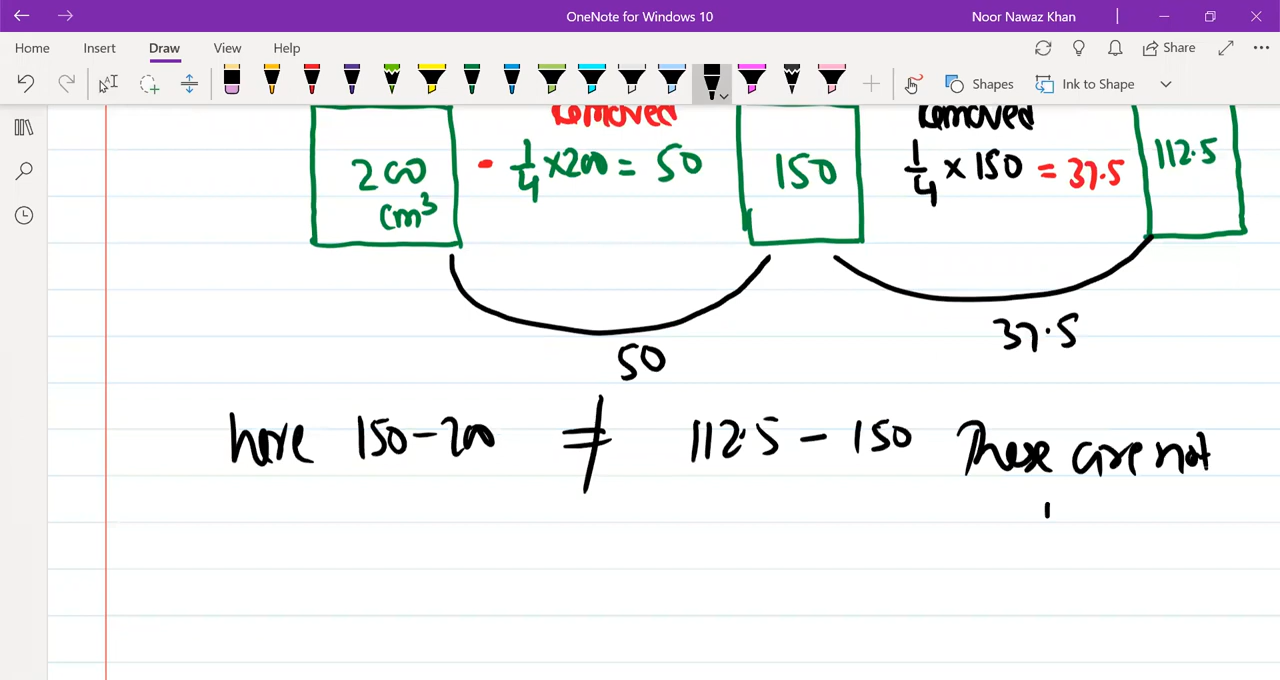 OneNote for Windows 10
Noor Nawaz Khan
Home Insert Draw View Help
Share
Shapes
Ink to Shape
Removed
Removed
200 cm³
- 1/4 × 200 = 50
150
1/4 × 150 = 37.5
112.5
50
37.5
here 150-200 ≠ 112.5 - 150 These are not